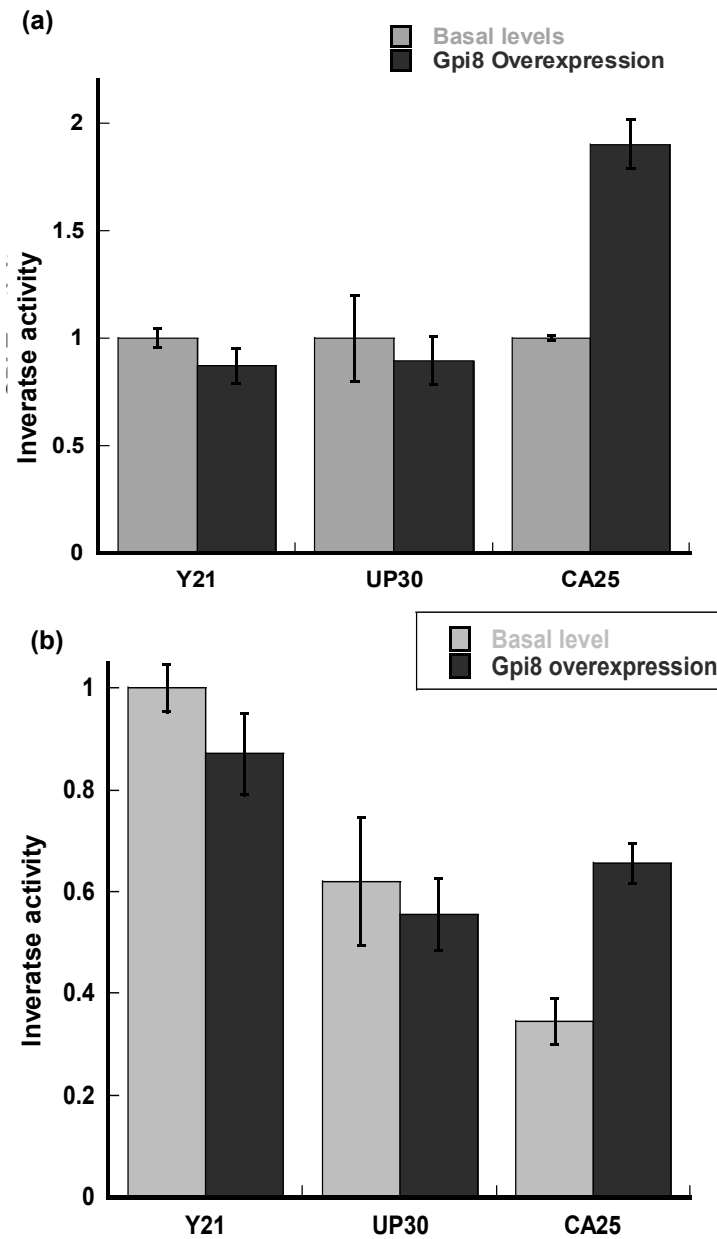 (a)
Basal levels
Gpi8 Overexpression
2
1.5
1
0.5
0
Inveratse activity
Y21 UP30 CA25
(b)
Basal level
Gpi8 overexpression
1
0.8
0.6
0.4
0.2
0
Inveratse activity
Y21 UP30 CA25